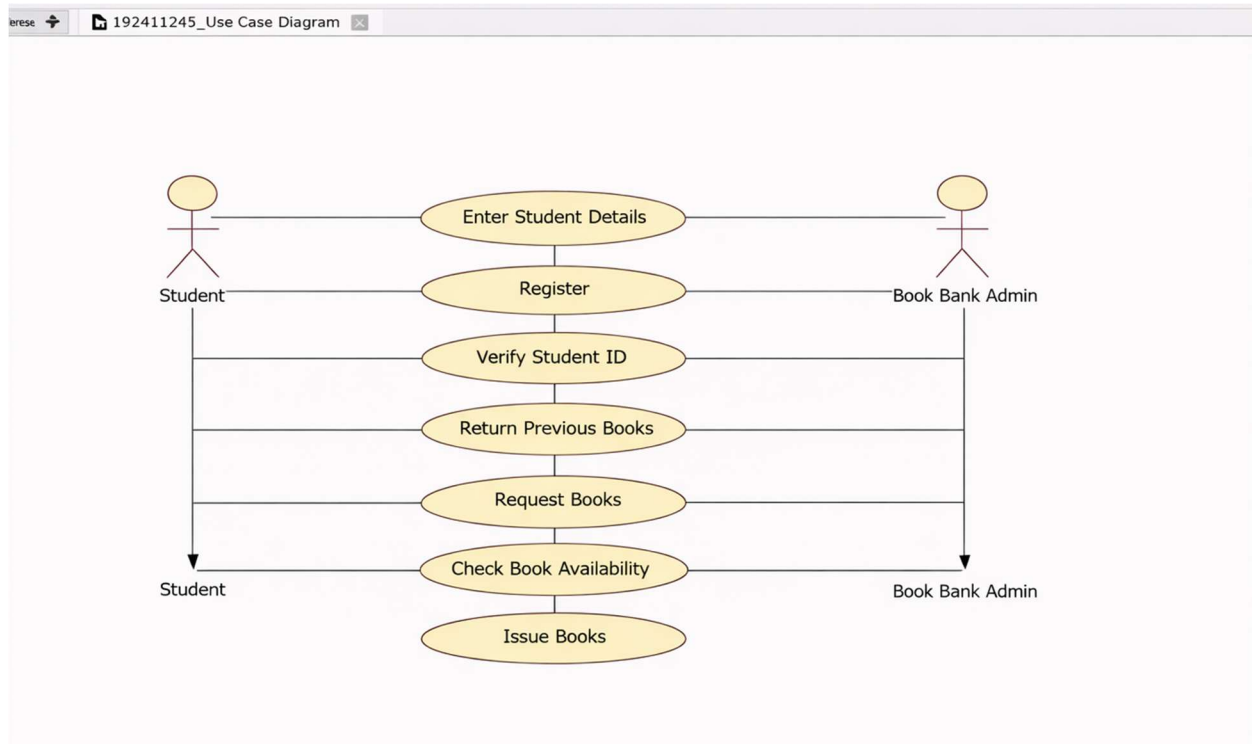 erese
192411245_Use Case Diagram
Enter Student Details
Register
Student
Book Bank Admin
Verify Student ID
Return Previous Books
Request Books
Check Book Availability
Student
Book Bank Admin
Issue Books